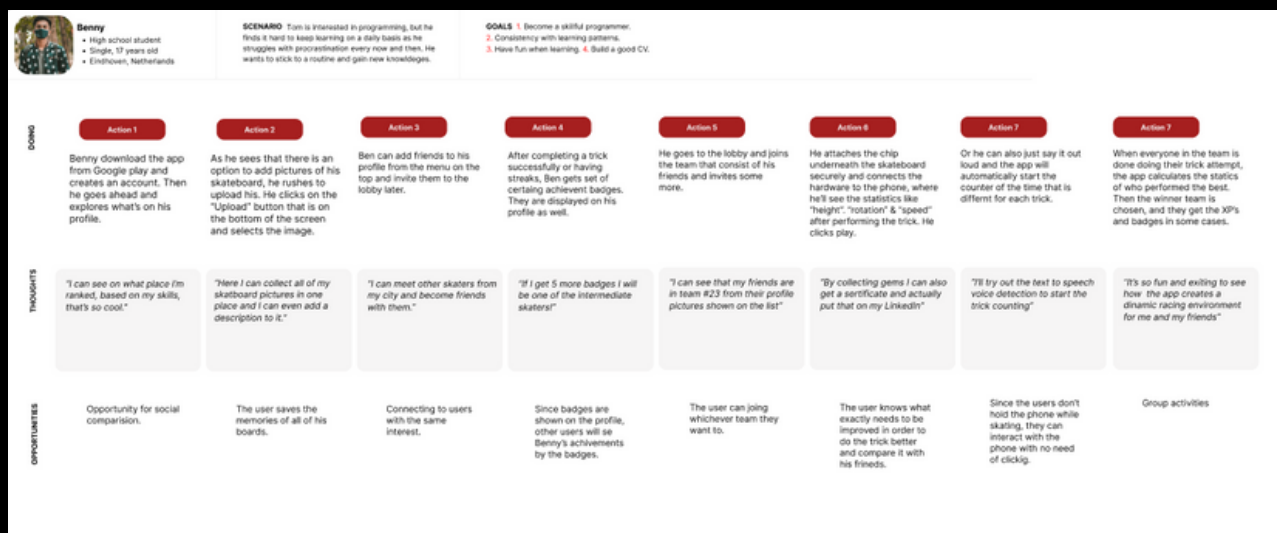 Benny
• High school student
• Single, 17 years old
• Eindhoven, Netherlands
SCENARIO Tom is interested in programming, but he
finds it hard to keep learning on a daily basis as he
struggles with procrastination every now and then. He
wants to stick to a routine and gain new knowldeges.
GOALS 1. Become a skillful programmer.
2. Consistency with learning patterns.
3. Have fun when learning. 4. Build a good CV.
DOING
Action 1
Benny download the app
from Google play and
creates an account. Then
he goes ahead and
explores what's on his
profile.
Action 2
As he sees that there is an
option to add pictures of his
skateboard, he rushes to
upload his. He clicks on the
"Upload" button that is on
the bottom of the screen
and selects the image.
Action 3
Ben can add friends to his
profile from the menu on the
top and invite them to the
lobby later.
Action 4
After completing a trick
successfully or having
streaks, Ben gets set of
certaing achievent badges.
They are displayed on his
profile as well.
Action 5
He goes to the lobby and joins
the team that consist of his
friends and invites some
more.
Action 6
He attaches the chip
underneath the skateboard
securely and connects the
hardware to the phone, where
he'll see the statistics like
"height". "rotation" & "speed"
after performing the trick. He
clicks play.
Action 7
Or he can also just say it out
loud and the app will
automatically start the
counter of the time that is
differnt for each trick.
Action 7
When everyone in the team is
done doing their trick attempt,
the app calculates the statics
of who performed the best.
Then the winner team is
chosen, and they get the XP's
and badges in some cases.
THOUGHTS
"I can see on what place I'm
ranked, based on my skills,
that's so cool."
"Here I can collect all of my
skatboard pictures in one
place and I can even add a
description to it."
"I can meet other skaters from
my city and become friends
with them."
"If I get 5 more badges I will
be one of the intermediate
skaters!"
"I can see that my friends are
in team #23 from their profile
pictures shown on the list"
"By collecting gems I can also
get a sertificate and actually
put that on my LinkedIn"
"I'll try out the text to speech
voice detection to start the
trick counting"
"It's so fun and exiting to see
how the app creates a
dinamic racing environment
for me and my friends"
OPPORTUNITIES
Opportunity for social
comparision.
The user saves the
memories of all of his
boards.
Connecting to users
with the same
interest.
Since badges are
shown on the profile,
other users will se
Benny's achivements
by the badges.
The user can joing
whichever team they
want to.
The user knows what
exactly needs to be
improved in order to
do the trick better
and compare it with
his frineds.
Since the users don't
hold the phone while
skating, they can
interact with the
phone with no need
of clickig.
Group activities